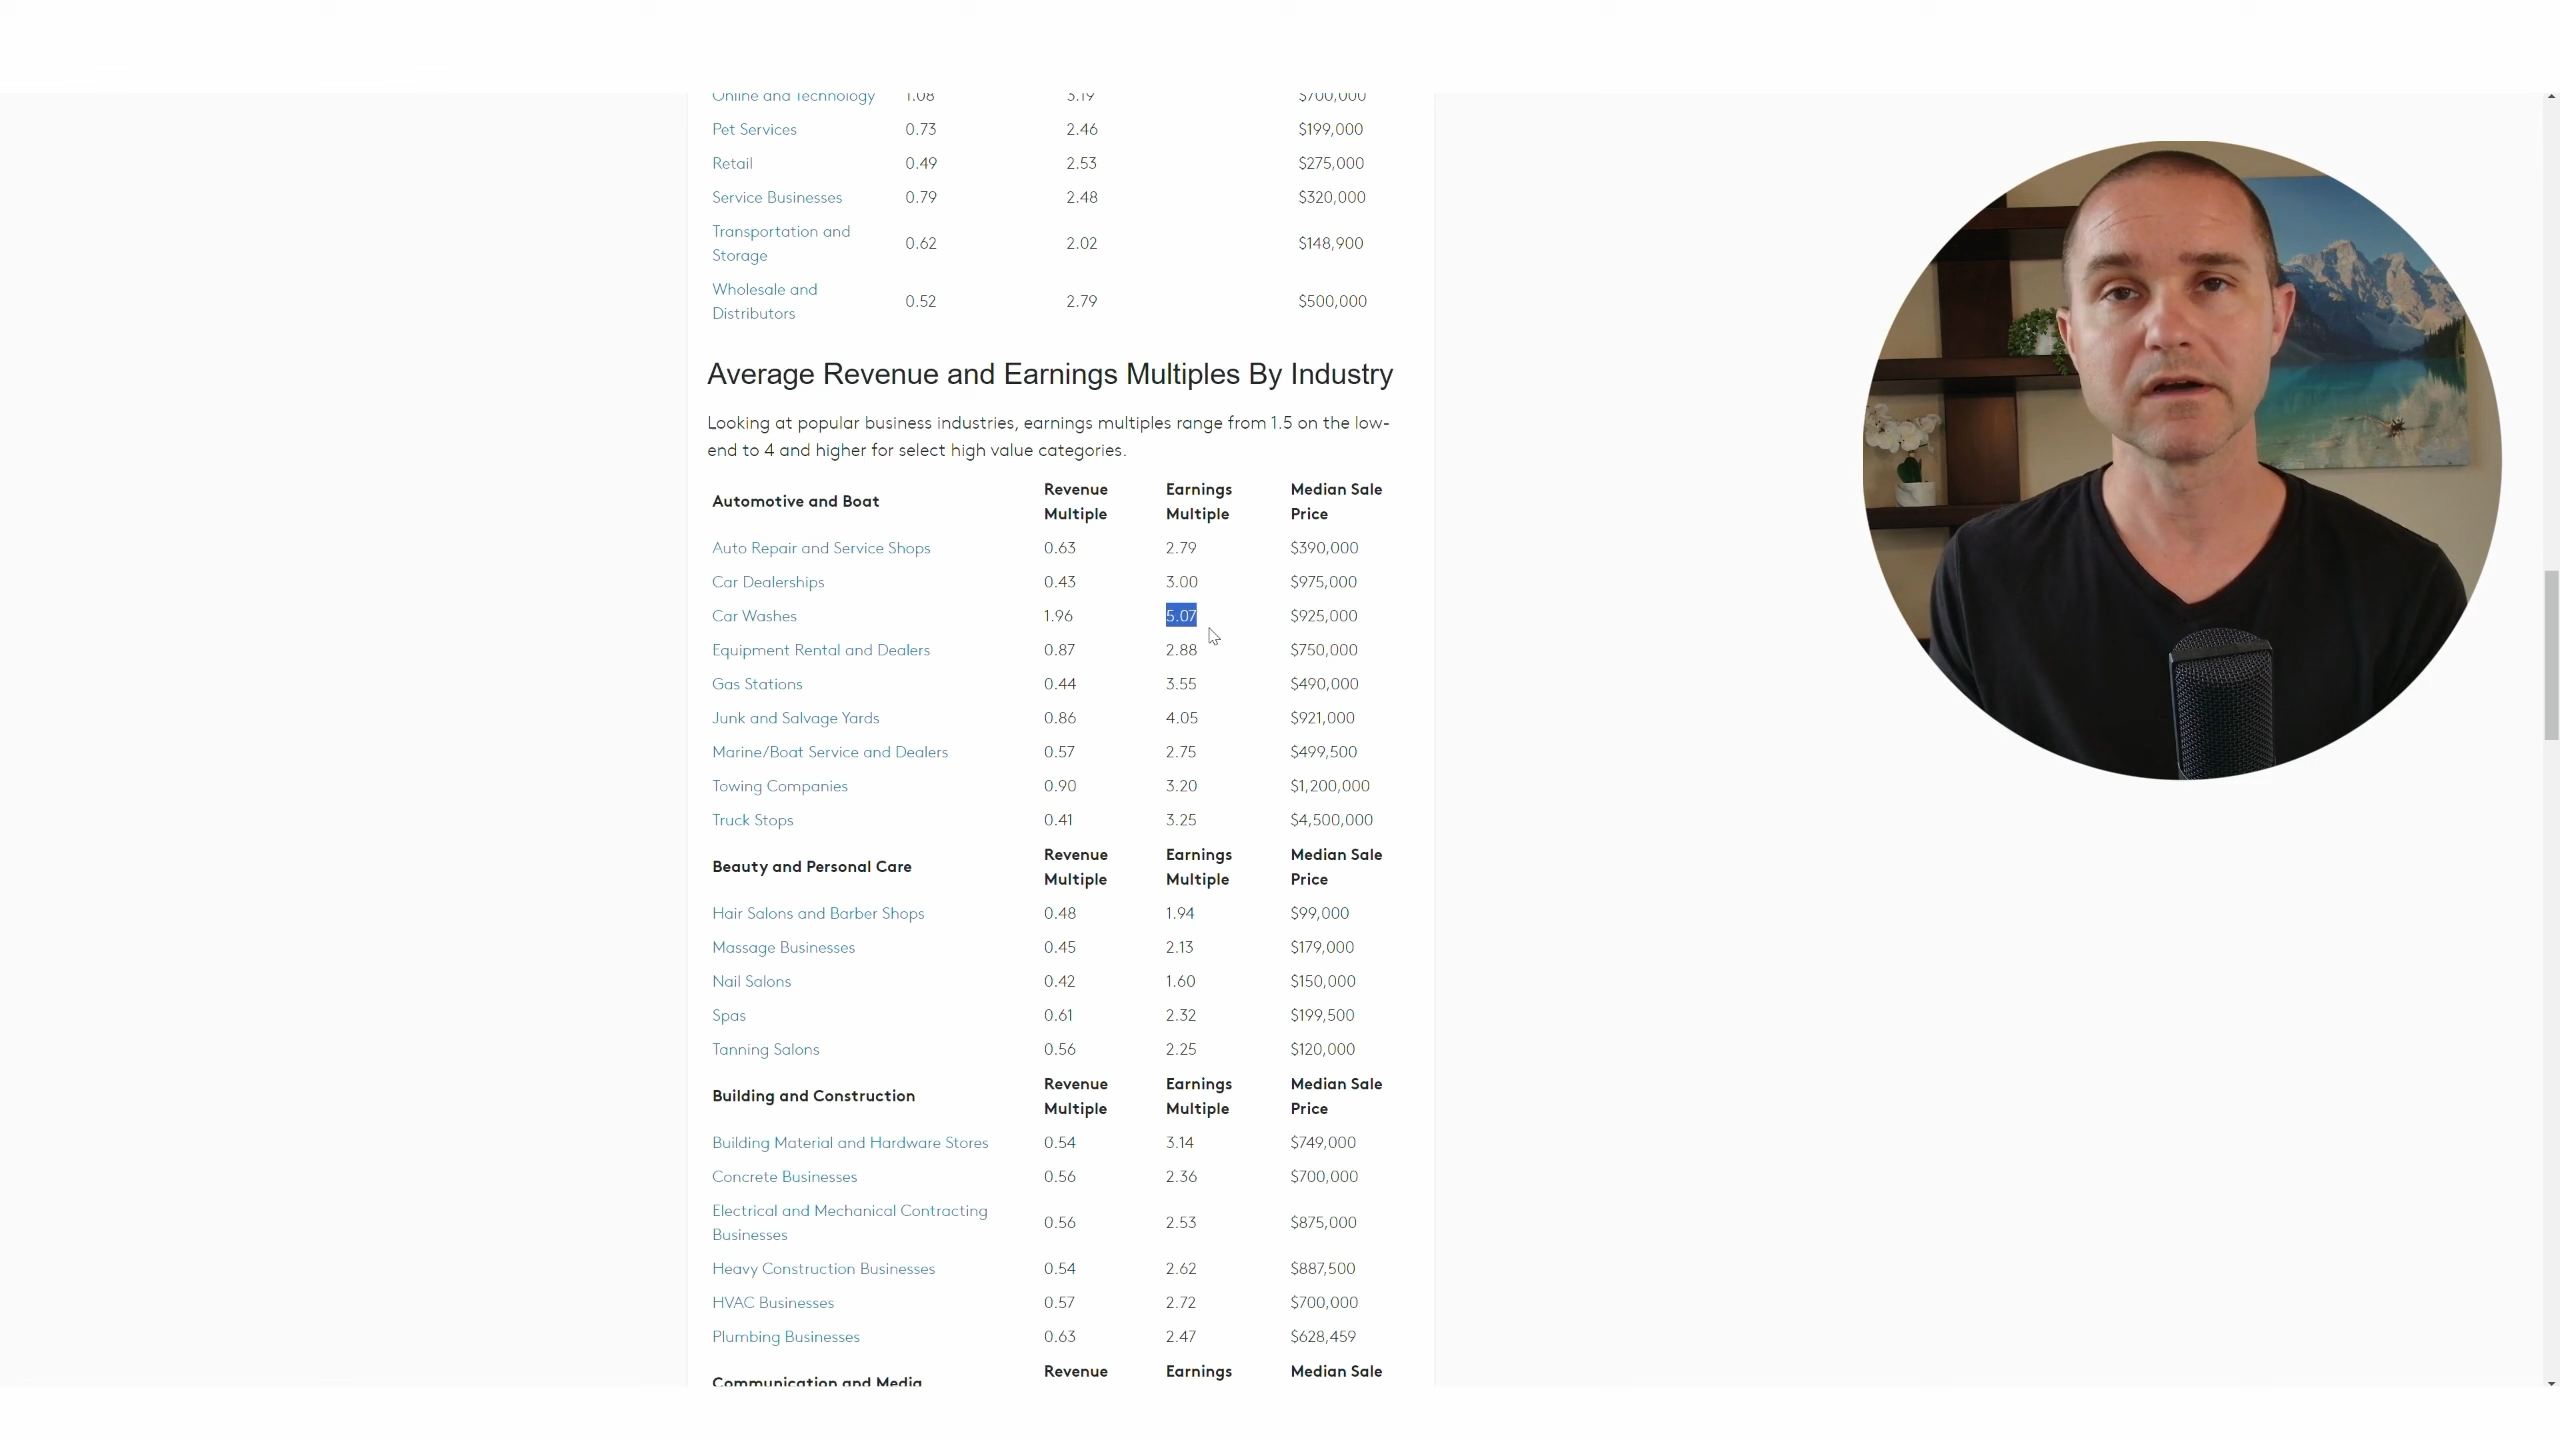 Online and Technology 1.08 3.19 $700,000
Pet Services 0.73 2.46 $199,000
Retail 0.49 2.53 $275,000
Service Businesses 0.79 2.48 $320,000
Transportation and
Storage 0.62 2.02 $148,900
Wholesale and
Distributors 0.52 2.79 $500,000
Average Revenue and Earnings Multiples By Industry
Looking at popular business industries, earnings multiples range from 1.5 on the low-
end to 4 and higher for select high value categories.
Automotive and Boat Revenue Multiple Earnings Multiple Median Sale Price
Auto Repair and Service Shops 0.63 2.79 $390,000
Car Dealerships 0.43 3.00 $975,000
Car Washes 1.96 5.07 $925,000
Equipment Rental and Dealers 0.87 2.88 $750,000
Gas Stations 0.44 3.55 $490,000
Junk and Salvage Yards 0.86 4.05 $921,000
Marine/Boat Service and Dealers 0.57 2.75 $499,500
Towing Companies 0.90 3.20 $1,200,000
Truck Stops 0.41 3.25 $4,500,000
Beauty and Personal Care Revenue Multiple Earnings Multiple Median Sale Price
Hair Salons and Barber Shops 0.48 1.94 $99,000
Massage Businesses 0.45 2.13 $179,000
Nail Salons 0.42 1.60 $150,000
Spas 0.61 2.32 $199,500
Tanning Salons 0.56 2.25 $120,000
Building and Construction Revenue Multiple Earnings Multiple Median Sale Price
Building Material and Hardware Stores 0.54 3.14 $749,000
Concrete Businesses 0.56 2.36 $700,000
Electrical and Mechanical Contracting
Businesses 0.56 2.53 $875,000
Heavy Construction Businesses 0.54 2.62 $887,500
HVAC Businesses 0.57 2.72 $700,000
Plumbing Businesses 0.63 2.47 $628,459
Communication and Media Revenue Earnings Median Sale